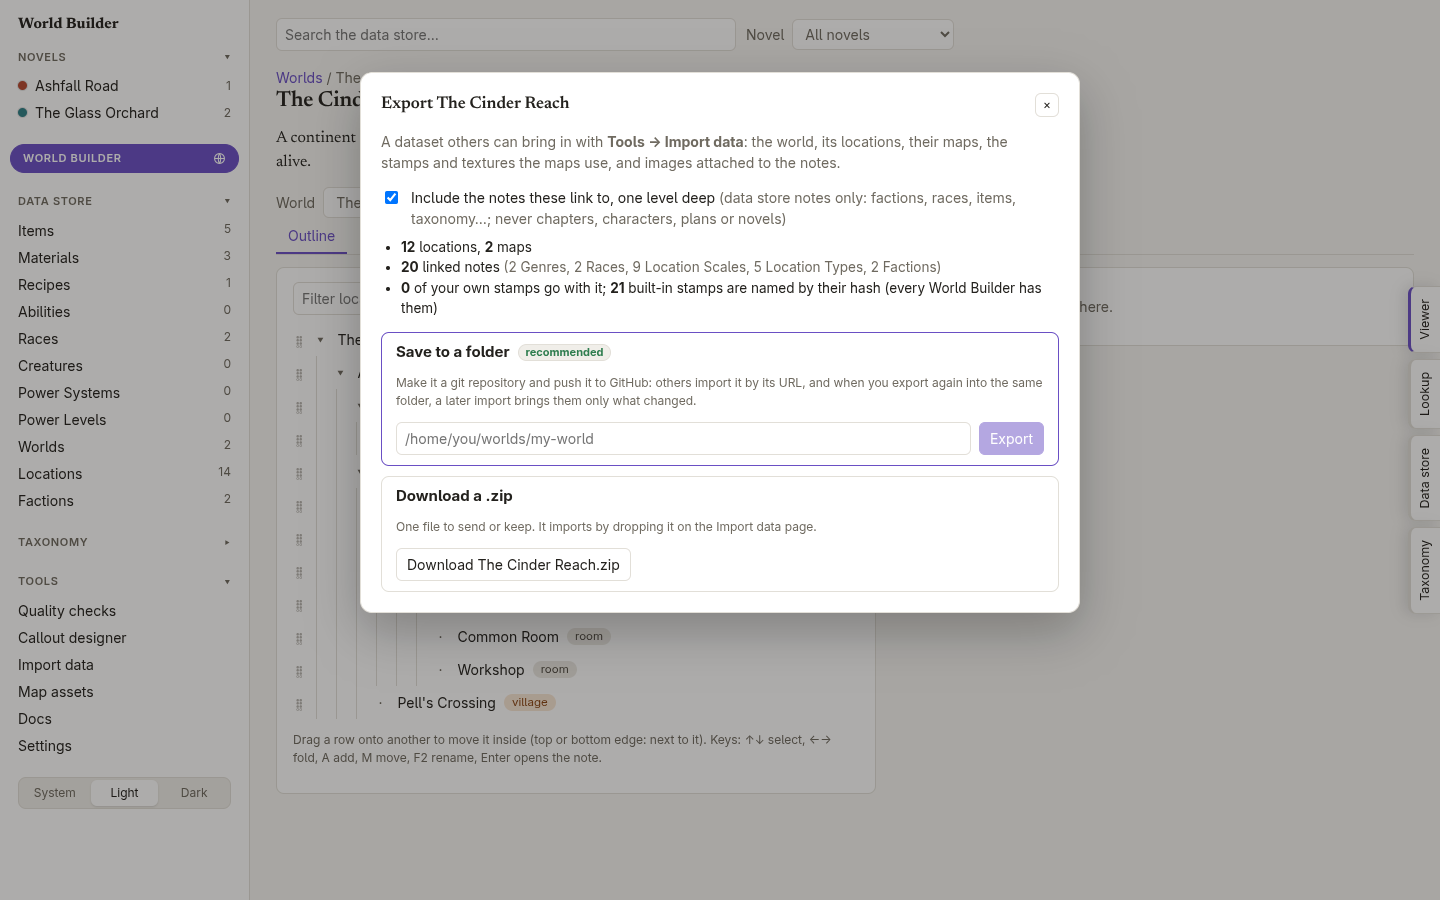 World Builder
NOVELS
Ashfall Road 1
The Glass Orchard 2
WORLD BUILDER
DATA STORE
Items 5
Materials 3
Recipes 1
Abilities 0
Races 2
Creatures 0
Power Systems 0
Power Levels 0
Worlds 2
Locations 14
Factions 2
TAXONOMY
TOOLS
Quality checks
Callout designer
Import data
Map assets
Docs
Settings
System Light Dark
Search the data store...
Novel All novels
Worlds / The
The Cind
A continent
alive.
World The
Outline
Filter loc
here.
The
Export The Cinder Reach
×
A dataset others can bring in with Tools → Import data: the world, its locations, their maps, the
stamps and textures the maps use, and images attached to the notes.
Include the notes these link to, one level deep (data store notes only: factions, races, items,
taxonomy...; never chapters, characters, plans or novels)
• 12 locations, 2 maps
• 20 linked notes (2 Genres, 2 Races, 9 Location Scales, 5 Location Types, 2 Factions)
• 0 of your own stamps go with it; 21 built-in stamps are named by their hash (every World Builder has
them)
Save to a folder recommended
Make it a git repository and push it to GitHub: others import it by its URL, and when you export again into the same
folder, a later import brings them only what changed.
/home/you/worlds/my-world
Export
Download a .zip
One file to send or keep. It imports by dropping it on the Import data page.
Download The Cinder Reach.zip
Common Room room
Workshop room
Pell's Crossing village
Drag a row onto another to move it inside (top or bottom edge: next to it). Keys: ↑↓ select, ←→
fold, A add, M move, F2 rename, Enter opens the note.
Viewer
Lookup
Data store
Taxonomy